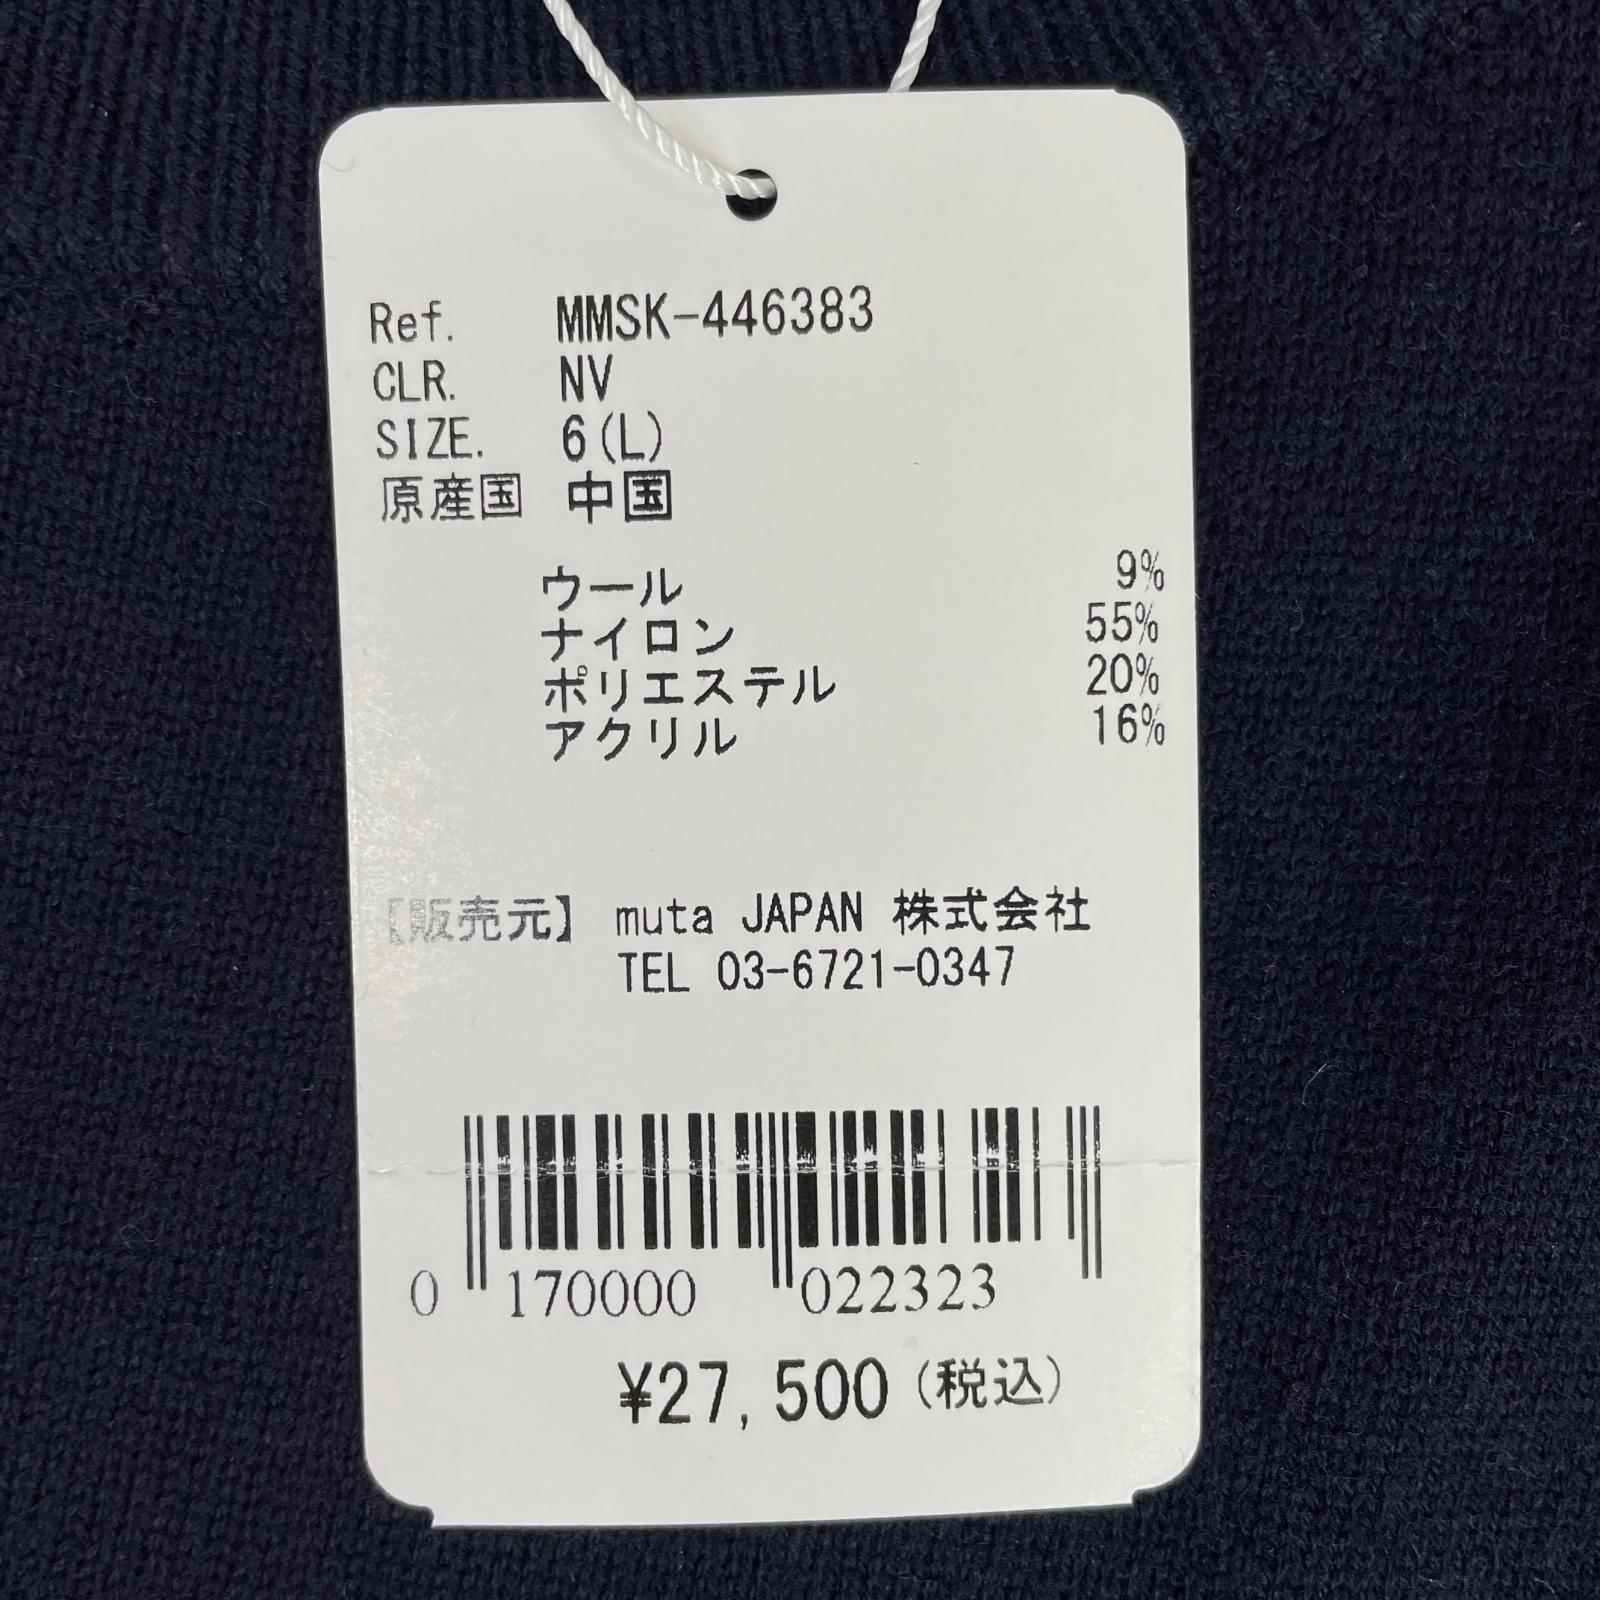 Ref. MMSK-446383
CLR. NV
SIZE. 6(L)
原産国 中国
ウール 9%
ナイロン 55%
ポリエステル 20%
アクリル 16%
【販売元】 muta JAPAN 株式会社
TEL 03-6721-0347
0 170000 022323
¥27,500(税込)